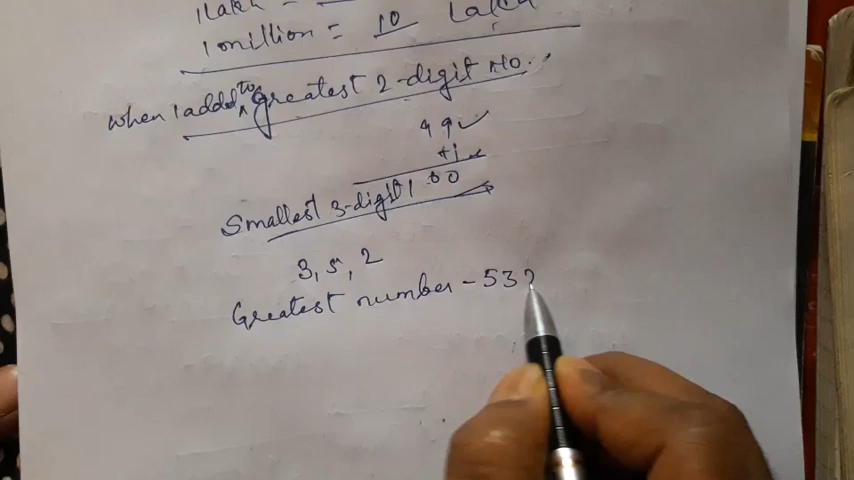 1 million = 10 Lakh
when 1 added to greatest 2-digit No.
99
+1
Smallest 3-digit 100
3, 5, 2
Greatest number - 532